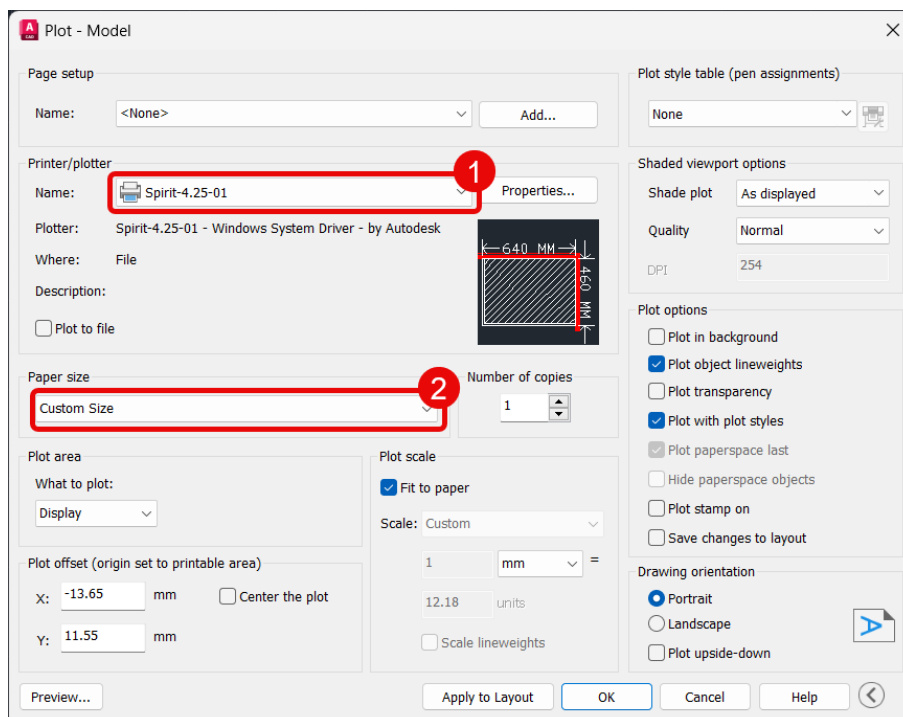 A
CAD
Plot - Model
Page setup
Name:
<None>
Add...
Printer/plotter
1
Name:
Spirit-4.25-01
Properties...
Plotter:
Spirit-4.25-01 - Windows System Driver - by Autodesk
Where:
File
Description:
Plot to file
640 MM
460 MM
Paper size
2
Custom Size
Number of copies
1
Plot area
What to plot:
Display
Plot offset (origin set to printable area)
X:
-13.65
mm
Center the plot
Y:
11.55
mm
Plot scale
Fit to paper
Scale:
Custom
1
mm
=
12.18
units
Scale lineweights
Plot style table (pen assignments)
None
Shaded viewport options
Shade plot
As displayed
Quality
Normal
DPI
254
Plot options
Plot in background
Plot object lineweights
Plot transparency
Plot with plot styles
Plot paperspace last
Hide paperspace objects
Plot stamp on
Save changes to layout
Drawing orientation
Portrait
Landscape
Plot upside-down
A
Preview...
Apply to Layout
OK
Cancel
Help